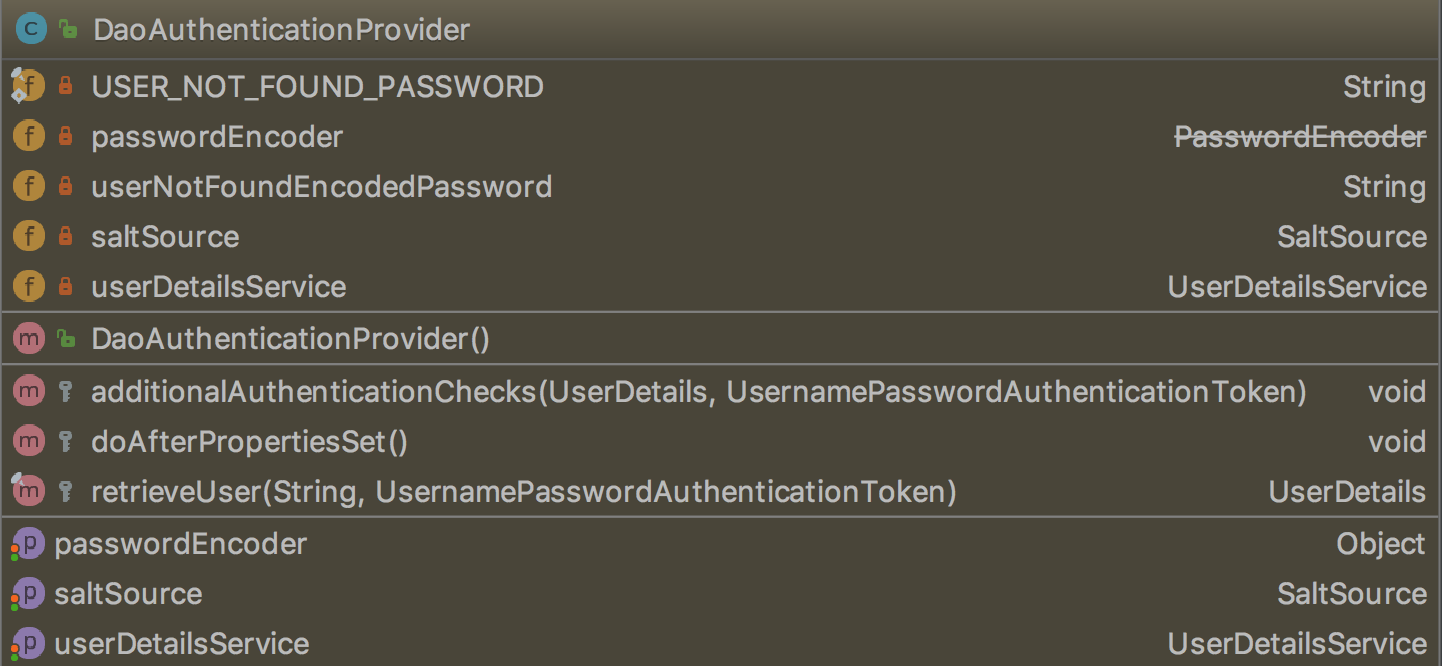 C DaoAuthenticationProvider
f USER_NOT_FOUND_PASSWORD String
f passwordEncoder PasswordEncoder
f userNotFoundEncodedPassword String
f saltSource SaltSource
f userDetailsService UserDetailsService
m DaoAuthenticationProvider()
m additionalAuthenticationChecks(UserDetails, UsernamePasswordAuthenticationToken) void
m doAfterPropertiesSet() void
m retrieveUser(String, UsernamePasswordAuthenticationToken) UserDetails
p passwordEncoder Object
p saltSource SaltSource
p userDetailsService UserDetailsService